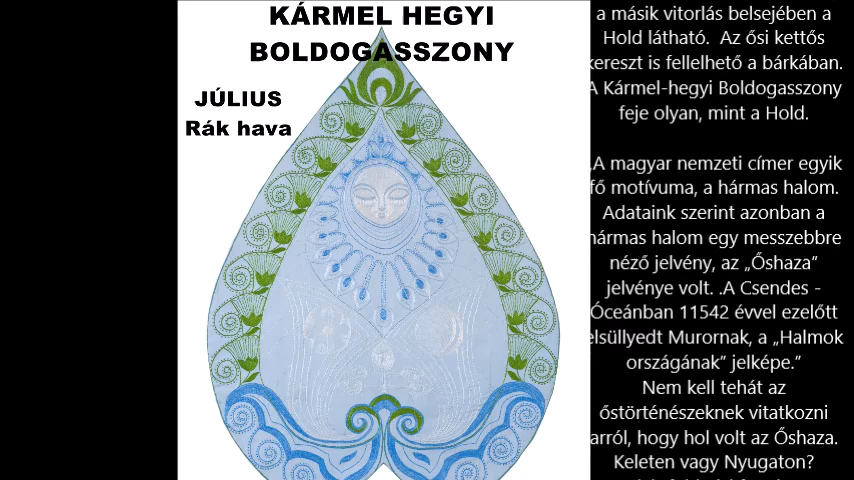 KÁRMEL HEGYI
BOLDOGASSZONY
JÚLIUS
Rák hava
a másik vitorlás belsejében a
Hold látható. Az ősi kettős
kereszt is fellelhető a bárkában.
A Kármel-hegyi Boldogasszony
feje olyan, mint a Hold.
„A magyar nemzeti címer egyik
fő motívuma, a hármas halom.
Adataink szerint azonban a
hármas halom egy messzebbre
néző jelvény, az „Őshaza”
jelvénye volt. .A Csendes -
Óceánban 11542 évvel ezelőtt
elsüllyedt Murornak, a „Halmok
országának” jelképe.”
Nem kell tehát az
őstörténészeknek vitatkozni
arról, hogy hol volt az Őshaza.
Keleten vagy Nyugaton?